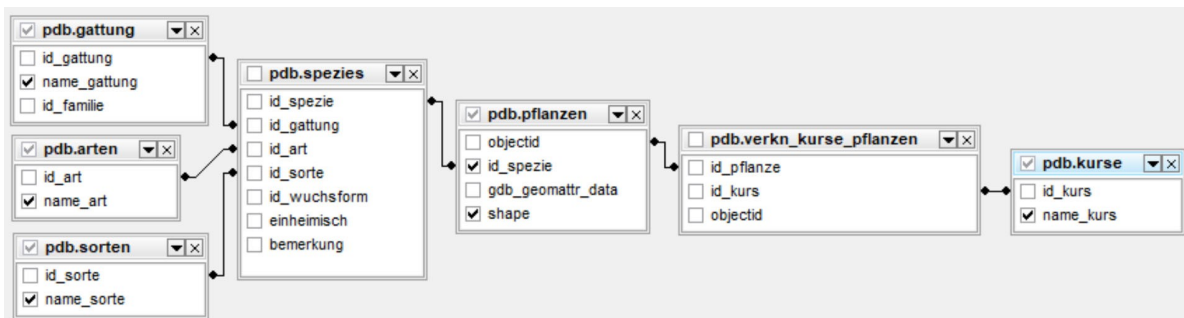 pdb.gattung
id_gattung
name_gattung
id_familie
pdb.arten
id_art
name_art
pdb.sorten
id_sorte
name_sorte
pdb.spezies
id_spezie
id_gattung
id_art
id_sorte
id_wuchsform
einheimisch
bemerkung
pdb.pflanzen
objectid
id_spezie
gdb_geomattr_data
shape
pdb.verkn_kurse_pflanzen
id_pflanze
id_kurs
objectid
pdb.kurse
id_kurs
name_kurs